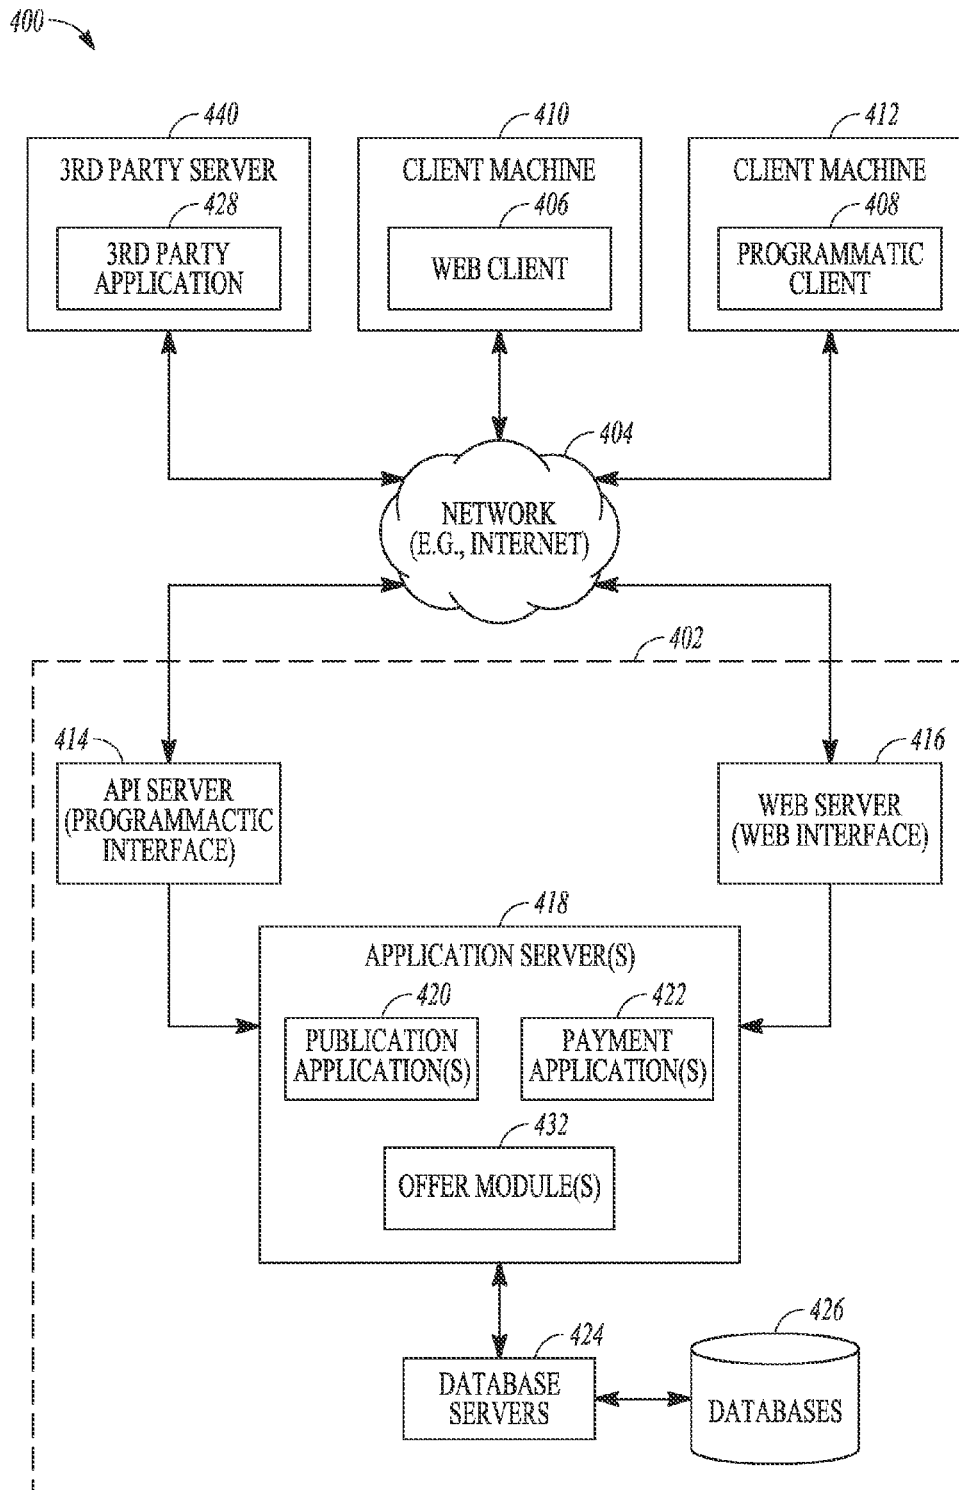 400
440
410
412
3RD PARTY SERVER
CLIENT MACHINE
CLIENT MACHINE
428
406
408
3RD PARTY
APPLICATION
WEB CLIENT
PROGRAMMATIC
CLIENT
404
NETWORK
(E.G., INTERNET)
402
414
416
API SERVER
(PROGRAMMACTIC
INTERFACE)
WEB SERVER
(WEB INTERFACE)
418
APPLICATION SERVER(S)
420
422
PUBLICATION
APPLICATION(S)
PAYMENT
APPLICATION(S)
432
OFFER MODULE(S)
424
426
DATABASE
SERVERS
DATABASES